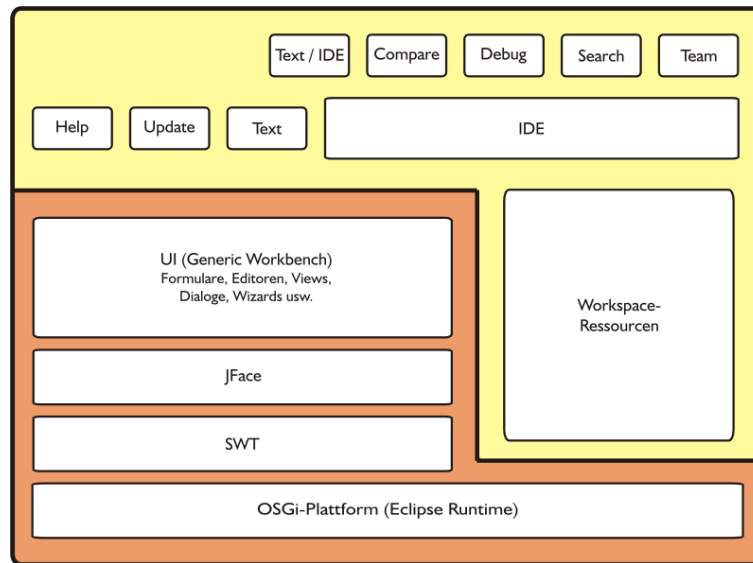 Text / IDE
Compare
Debug
Search
Team
Help
Update
Text
IDE
UI (Generic Workbench)
Formulare, Editoren, Views,
Dialoge, Wizards usw.
Workspace-
Ressourcen
JFace
SWT
OSGi-Plattform (Eclipse Runtime)